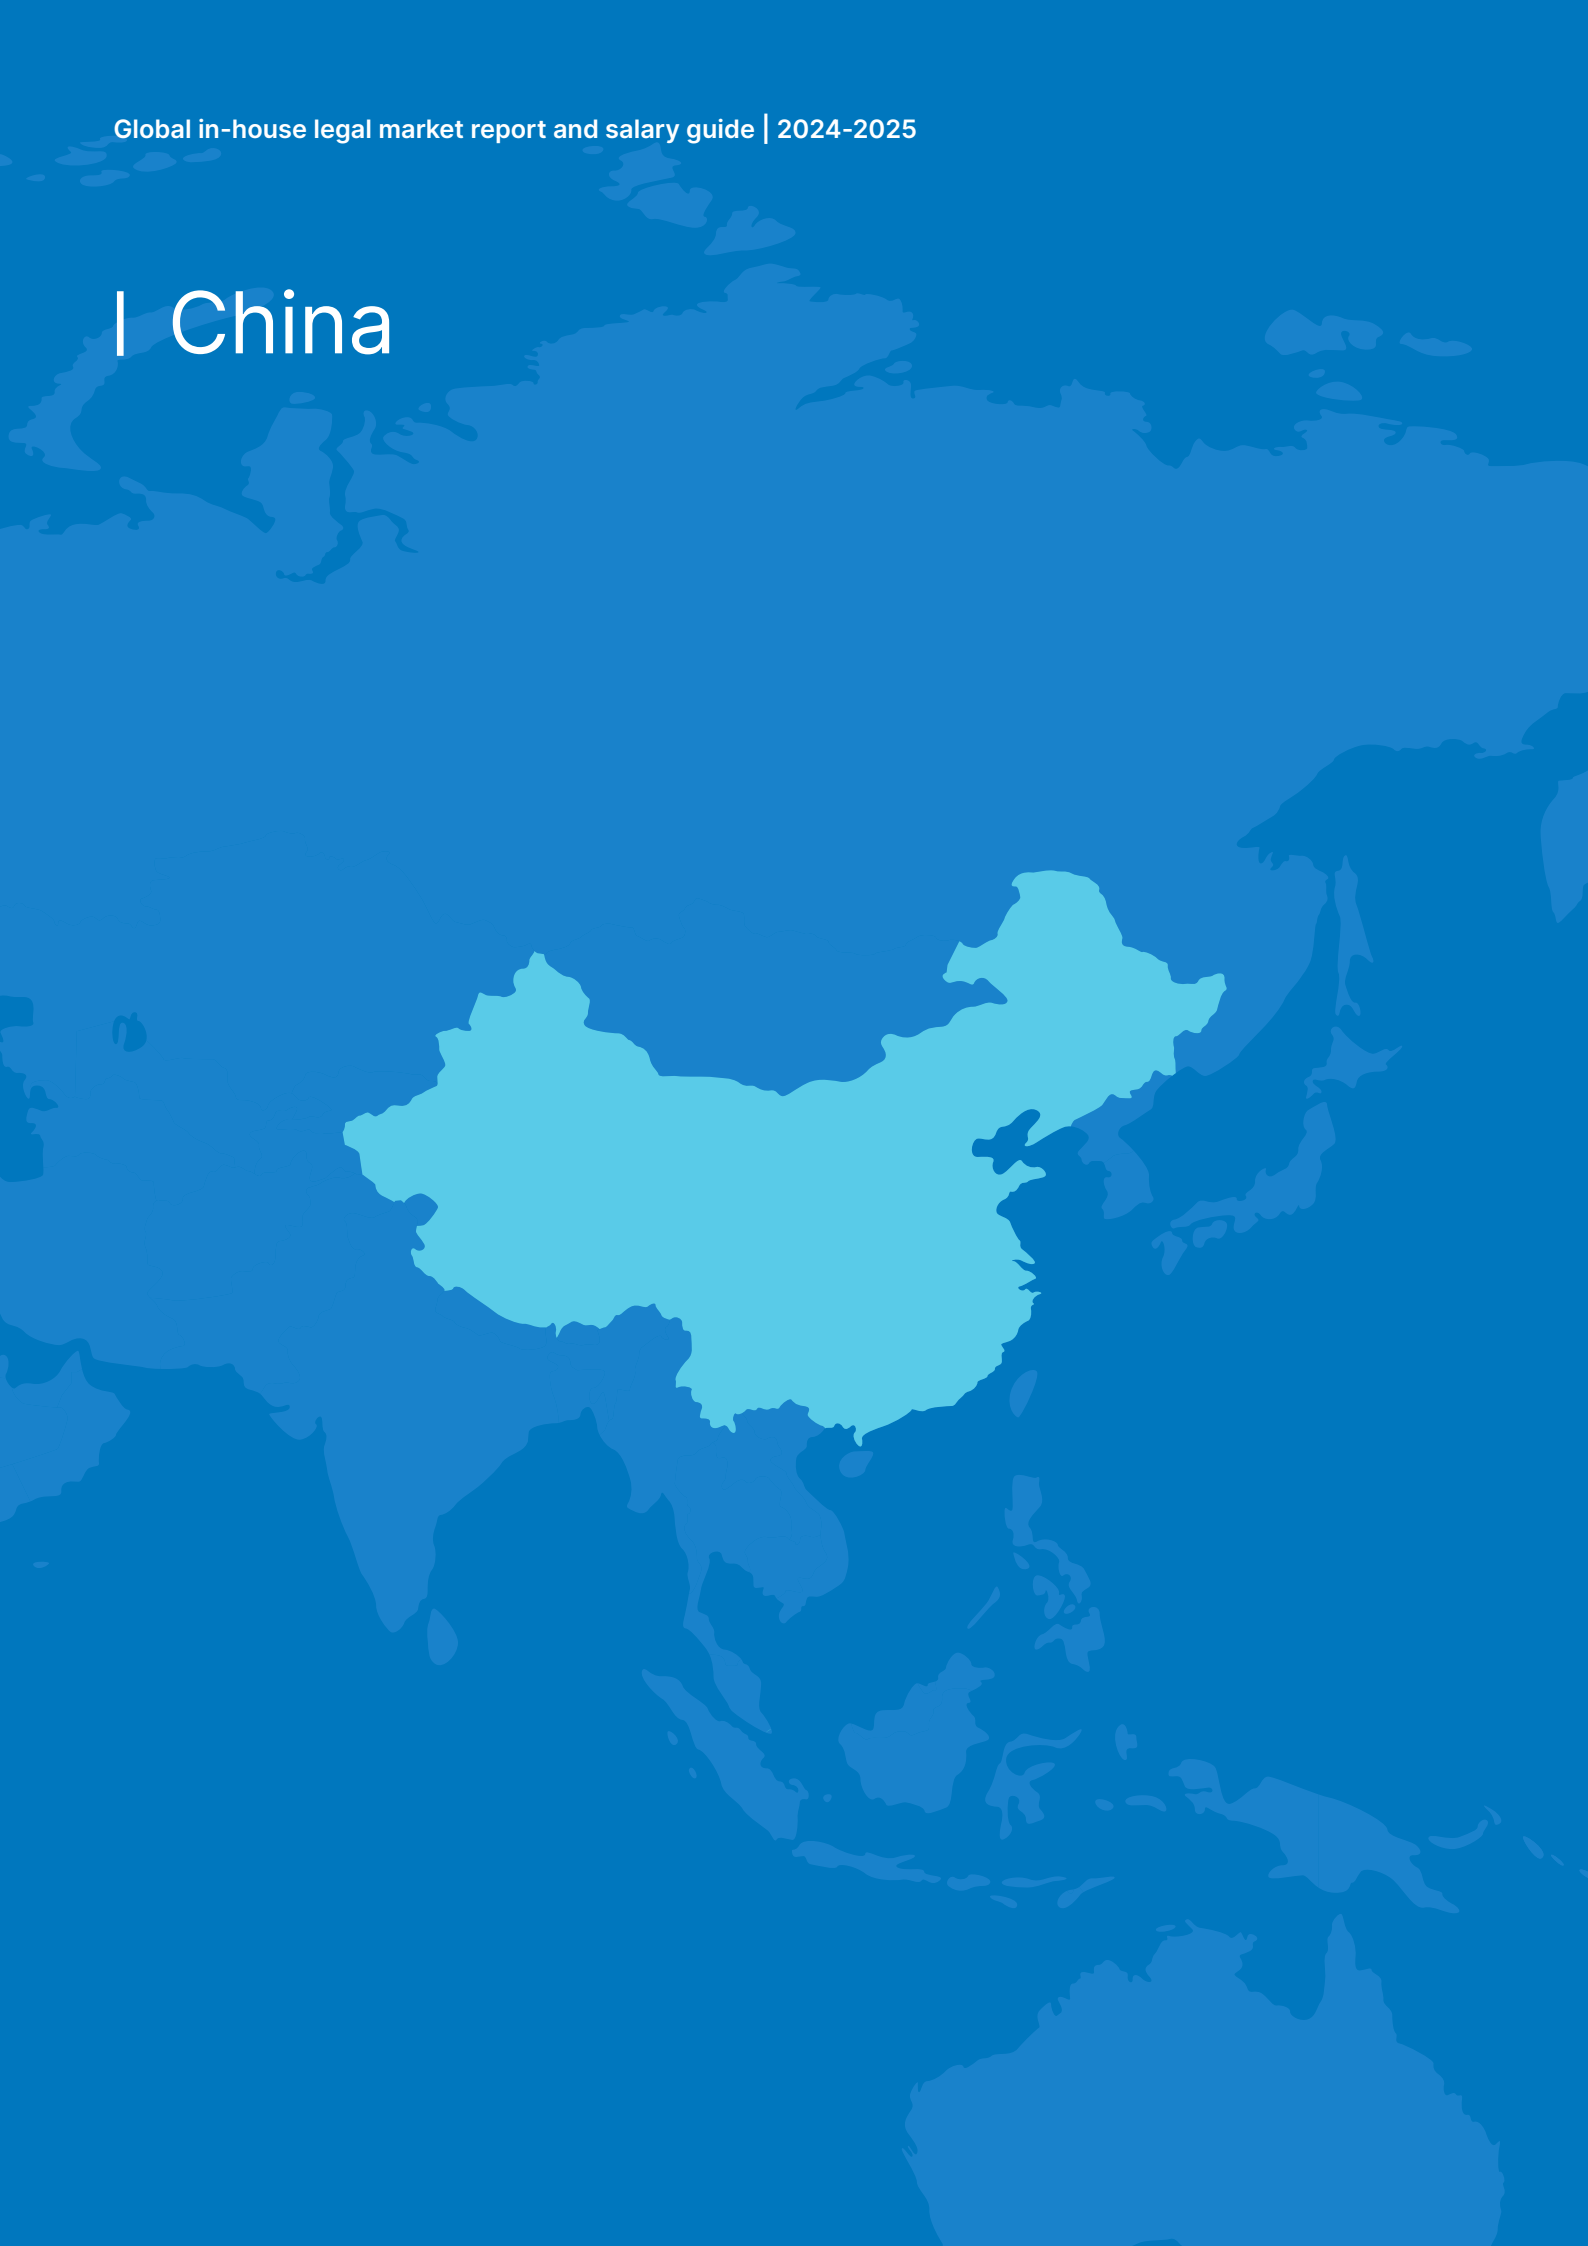 Global in-house legal market report and salary guide | 2024-2025
| China